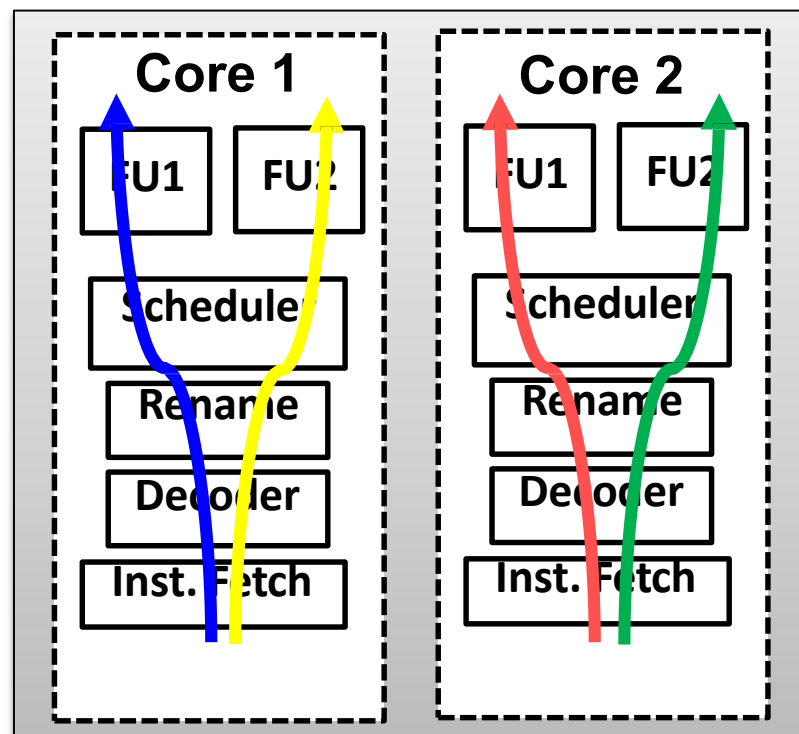 Core 1
FU1 FU2
Scheduler
Rename
Decoder
Inst. Fetch
Core 2
FU1 FU2
Scheduler
Rename
Decoder
Inst. Fetch